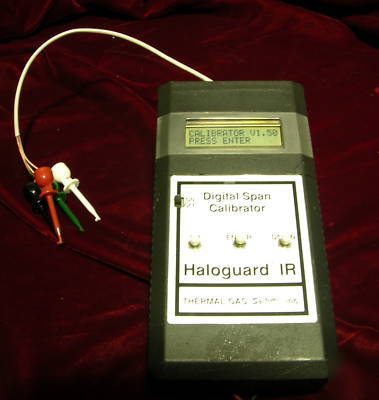 CALIBRATOR V1.50
PRESS ENTER
Digital Span
Calibrator
Haloguard IR
THERMAL GAS